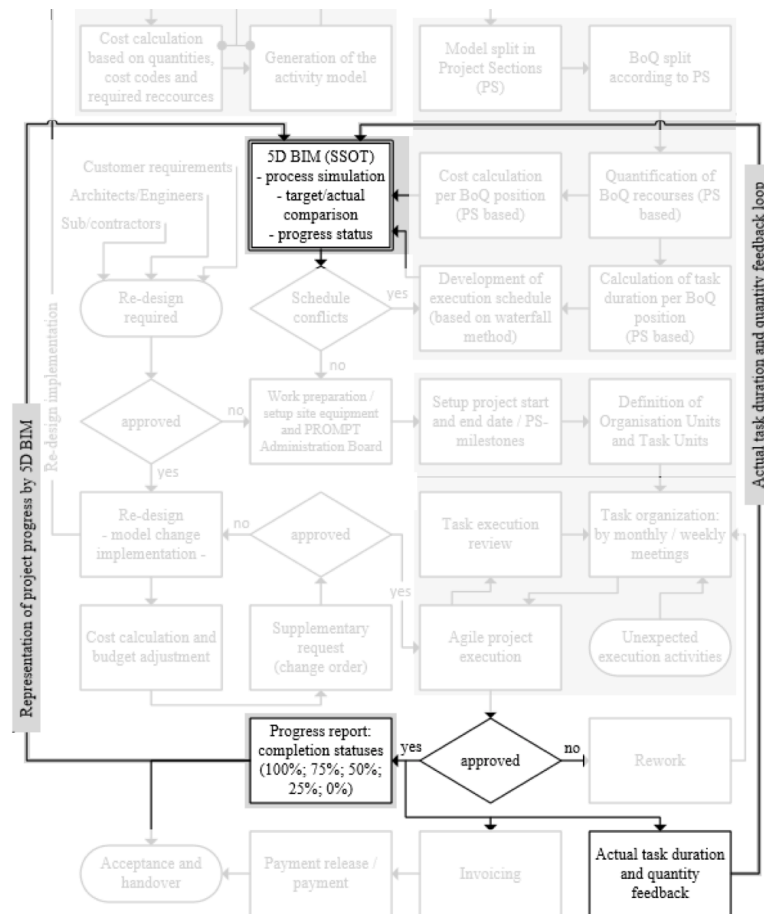 Cost calculation
based on quantities,
cost codes and
required reccources
Generation of the
activity model
Model split in
Project Sections
(PS)
BoQ split
according to PS
5D BIM (SSOT)
- process simulation
- target/actual
comparison
- progress status
Cost calculation
per BoQ position
(PS based)
Quantification of
BoQ recourses (PS
based)
Customer requirements
Architects/Engineers
Sub/contractors
Re-design
required
Schedule
conflicts
yes
Development of
execution schedule
(based on waterfall
method)
Calculation of task
duration per BoQ
position
(PS based)
no
approved
no
Work preparation /
setup site equipment
and PROMPT
Administration Board
Setup project start
and end date / PS-
milestones
Definition of
Organisation Units
and Task Units
yes
Re-design
- model change
implementation -
no
approved
yes
Task execution
review
Task organization:
by monthly / weekly
meetings
Cost calculation and
budget adjustment
Supplementary
request
(change order)
Agile project
execution
Unexpected
execution activities
Progress report:
completion statuses
(100%; 75%; 50%;
25%; 0%)
yes
approved
no
Rework
Acceptance and
handover
Payment release /
payment
Invoicing
Actual task duration
and quantity
feedback
Representation of project progress by 5D BIM
Re-design implementation
Actual task duration and quantity feedback loop